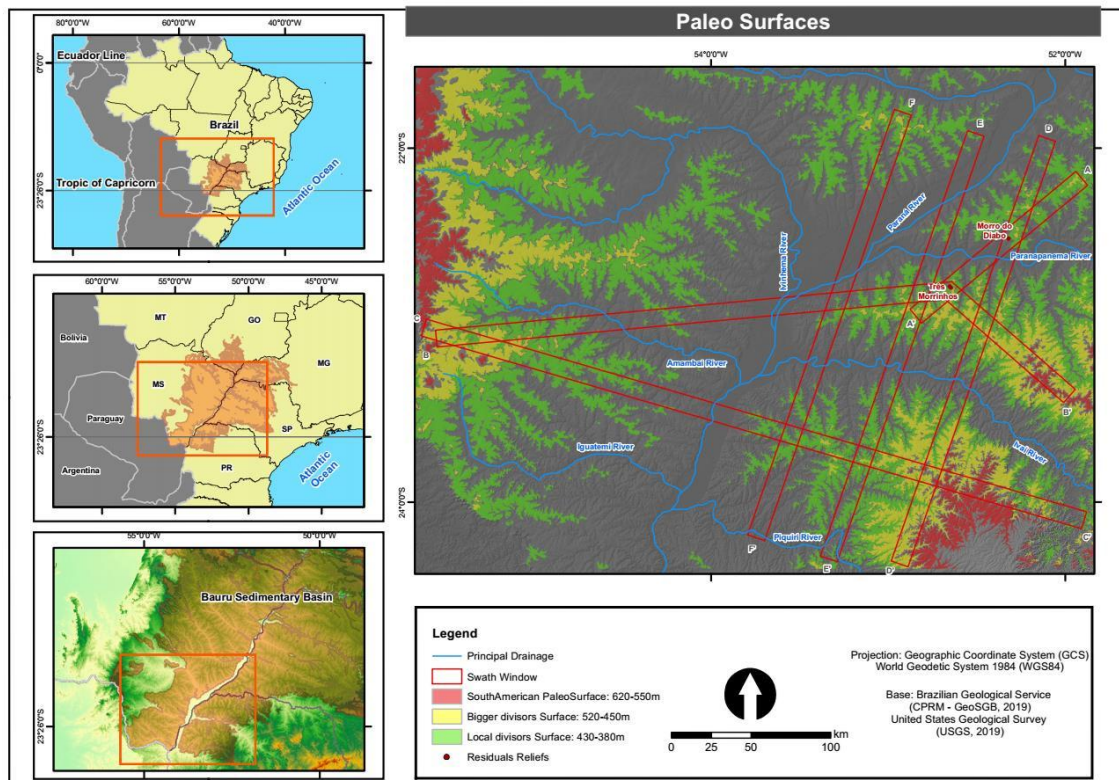 80°0'0"W
60°0'0"W
40°0'0"W
Ecuador Line
0°0'0"
Brazil
Tropic of Capricorn
23°26'0"S
Atlantic Ocean
60°0'0"W
55°0'0"W
50°0'0"W
45°0'0"W
MT
GO
Bolivia
MG
MS
Paraguay
SP
23°26'0"S
PR
Argentina
Atlantic
Ocean
55°0'0"W
50°0'0"W
Bauru Sedimentary Basin
23°26'0"S
Paleo Surfaces
54°0'0"W
52°0'0"W
22°0'0"S
24°0'0"S
F
E
D
A
Paraná River
Morro do
Diabo
Ivinhema River
Paranapanema River
Três
Morrinhos
A'
C
B
Amambai River
B'
Iguatemi River
Ivaí River
C'
Piquiri River
F'
E'
D'
Legend
Principal Drainage
Swath Window
SouthAmerican PaleoSurface: 620-550m
Bigger divisors Surface: 520-450m
Local divisors Surface: 430-380m
Residuals Reliefs
km
0 25 50 100
Projection: Geographic Coordinate System (GCS)
World Geodetic System 1984 (WGS84)
Base: Brazilian Geological Service
(CPRM - GeoSGB, 2019)
United States Geological Survey
(USGS, 2019)